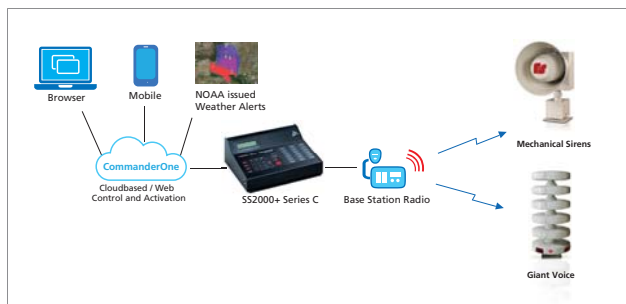 Browser
Mobile
NOAA issued
Weather Alerts
CommanderOne
Cloudbased / Web
Control and Activation
SS2000+ Series C
Base Station Radio
Mechanical Sirens
Giant Voice